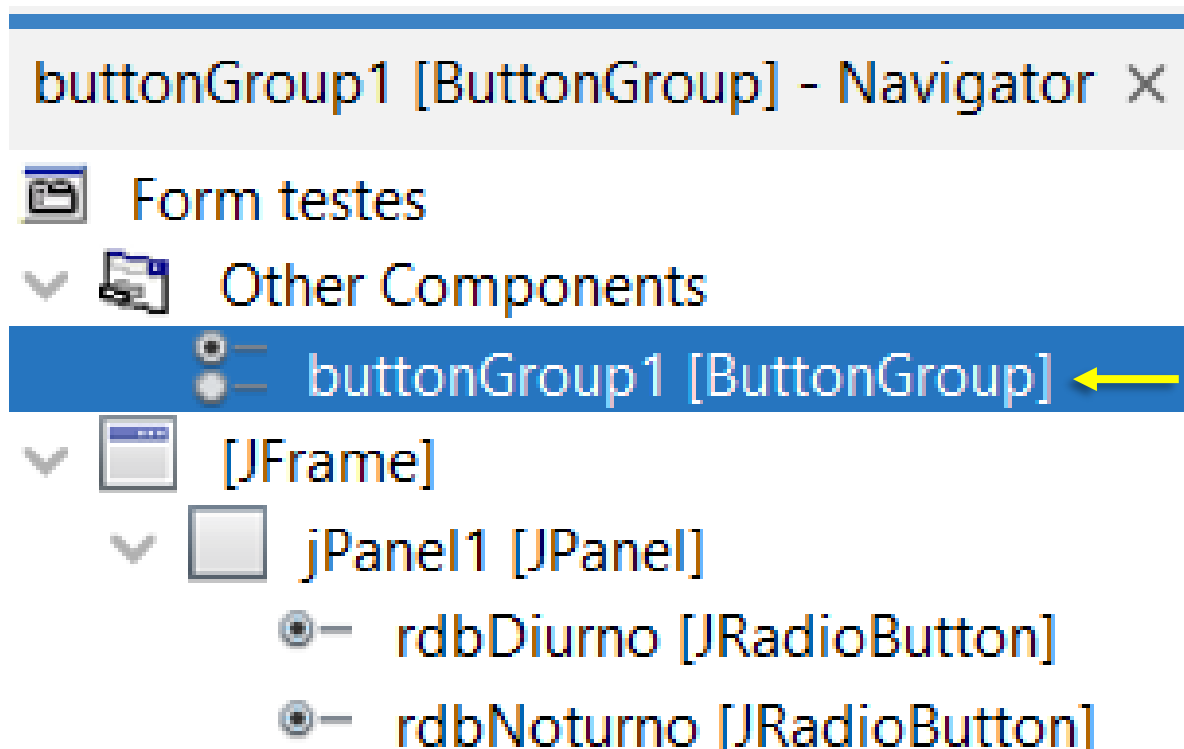 buttonGroup1 [ButtonGroup] - Navigator ×
Form testes
Other Components
buttonGroup1 [ButtonGroup]
[JFrame]
jPanel1 [JPanel]
rdbDiurno [JRadioButton]
rdbNoturno [JRadioButton]